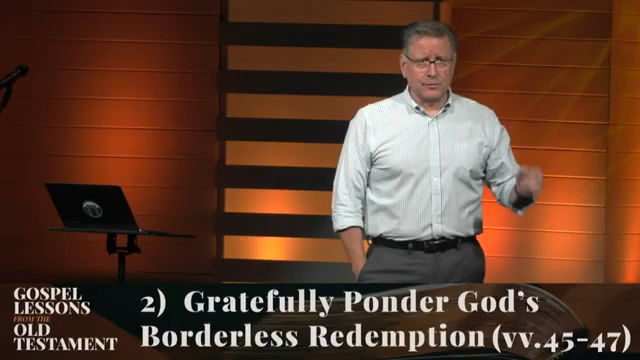 GOSPEL
LESSONS
FROM THE
OLD
TESTAMENT
2) Gratefully Ponder God's
Borderless Redemption (vv.45-47)